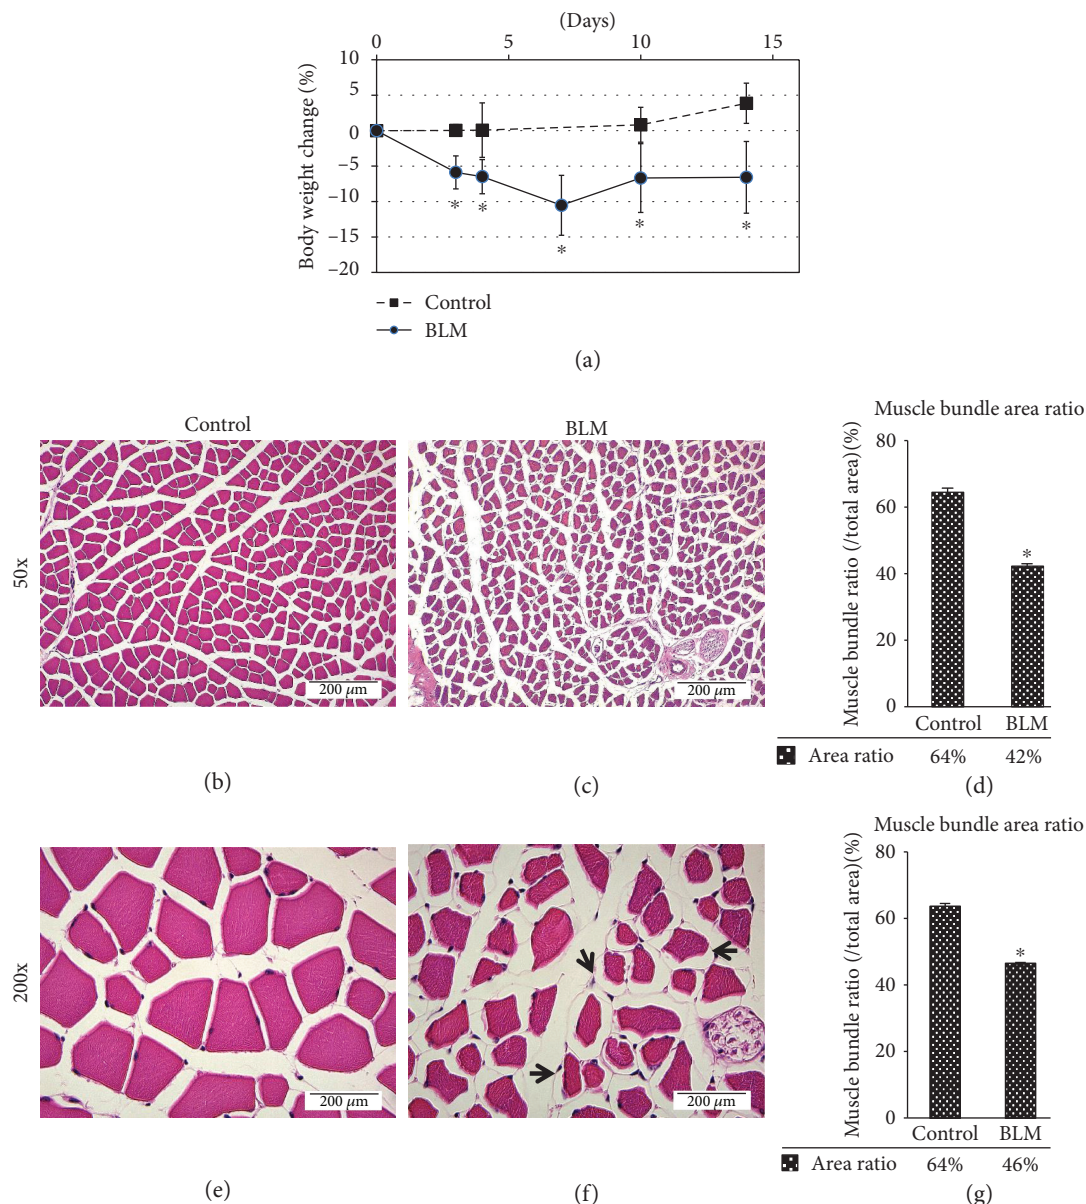 (Days)
0 5 10 15
10
5
0
−5
−10
−15
−20
Body weight change (%)
* * * * *
Control
BLM
(a)
Control
BLM
50x
200 μm
200 μm
(b)
(c)
Muscle bundle area ratio
Muscle bundle ratio (/total area)(%)
80
60
40
20
0
*
Control BLM
Area ratio 64% 42%
(d)
200x
200 μm
200 μm
(e)
(f)
Muscle bundle area ratio
Muscle bundle ratio (/total area)(%)
80
60
40
20
0
*
Control BLM
Area ratio 64% 46%
(g)